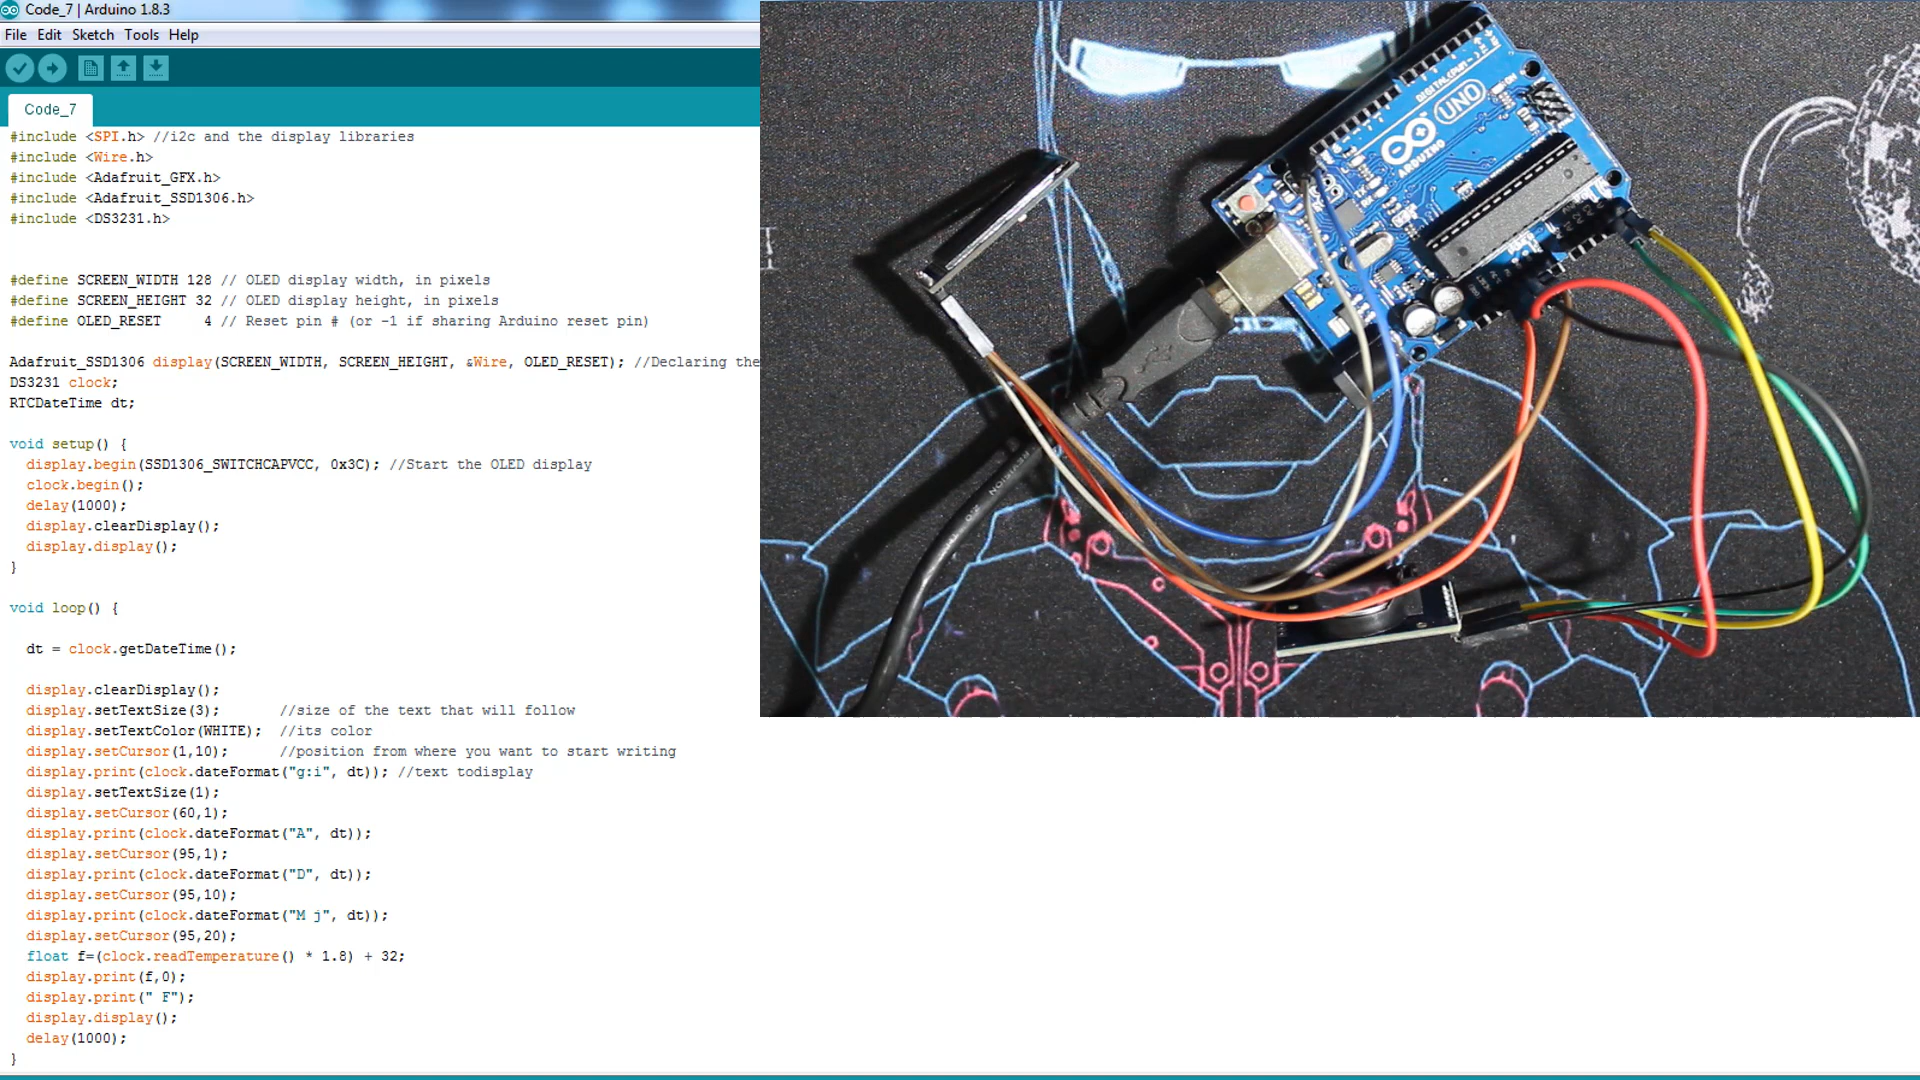 Code_7 | Arduino 1.8.3
File Edit Sketch Tools Help
Code_7
#include <SPI.h> //i2c and the display libraries
#include <Wire.h>
#include <Adafruit_GFX.h>
#include <Adafruit_SSD1306.h>
#include <DS3231.h>
#define SCREEN_WIDTH 128 // OLED display width, in pixels
#define SCREEN_HEIGHT 32 // OLED display height, in pixels
#define OLED_RESET     4 // Reset pin # (or -1 if sharing Arduino reset pin)
Adafruit_SSD1306 display(SCREEN_WIDTH, SCREEN_HEIGHT, &Wire, OLED_RESET); //Declaring the
DS3231 clock;
RTCDateTime dt;
void setup() {
  display.begin(SSD1306_SWITCHCAPVCC, 0x3C); //Start the OLED display
  clock.begin();
  delay(1000);
  display.clearDisplay();
  display.display();
}
void loop() {
  dt = clock.getDateTime();
  display.clearDisplay();
  display.setTextSize(3);       //size of the text that will follow
  display.setTextColor(WHITE);  //its color
  display.setCursor(1,10);      //position from where you want to start writing
  display.print(clock.dateFormat("g:i", dt)); //text todisplay
  display.setTextSize(1);
  display.setCursor(60,1);
  display.print(clock.dateFormat("A", dt));
  display.setCursor(95,1);
  display.print(clock.dateFormat("D", dt));
  display.setCursor(95,10);
  display.print(clock.dateFormat("M j", dt));
  display.setCursor(95,20);
  float f=(clock.readTemperature() * 1.8) + 32;
  display.print(f,0);
  display.print(" F");
  display.display();
  delay(1000);
}
DIGITAL (PWM ~)
UNO
ARDUINO
ON